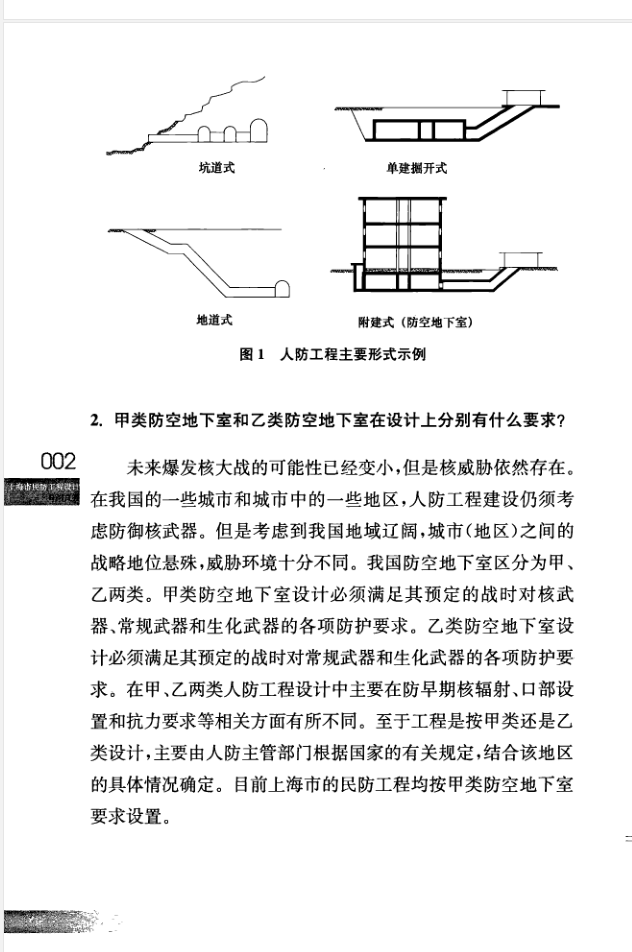 坑道式
单建掘开式
地道式
附建式（防空地下室）
图1 人防工程主要形式示例
2. 甲类防空地下室和乙类防空地下室在设计上分别有什么要求？
002
未来爆发核大战的可能性已经变小，但是核威胁依然存在。
在我国的一些城市和城市中的一些地区，人防工程建设仍须考
虑防御核武器。但是考虑到我国地域辽阔，城市（地区）之间的
战略地位悬殊，威胁环境十分不同。我国防空地下室区分为甲、
乙两类。甲类防空地下室设计必须满足其预定的战时对核武
器、常规武器和生化武器的各项防护要求。乙类防空地下室设
计必须满足其预定的战时对常规武器和生化武器的各项防护要
求。在甲、乙两类人防工程设计中主要在防早期核辐射、口部设
置和抗力要求等相关方面有所不同。至于工程是按甲类还是乙
类设计，主要由人防主管部门根据国家的有关规定，结合该地区
的具体情况确定。目前上海市的民防工程均按甲类防空地下室
要求设置。
上海市民防工程设计